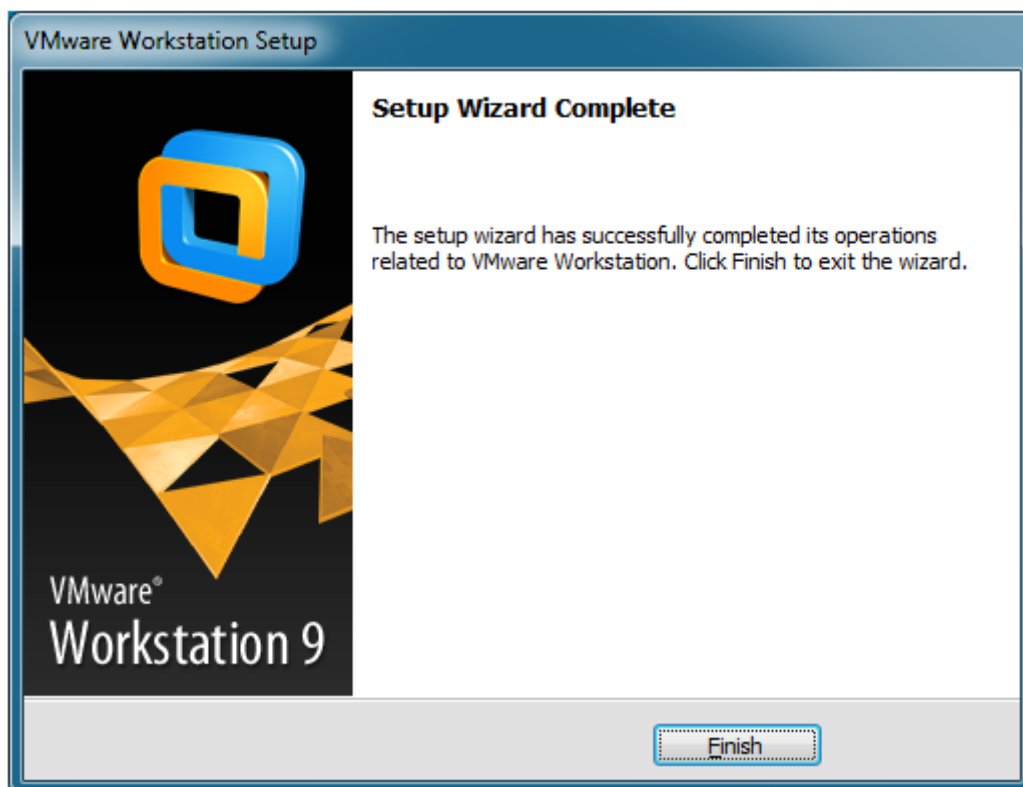 VMware Workstation Setup
Setup Wizard Complete
The setup wizard has successfully completed its operations
related to VMware Workstation. Click Finish to exit the wizard.
VMware®
Workstation 9
Finish